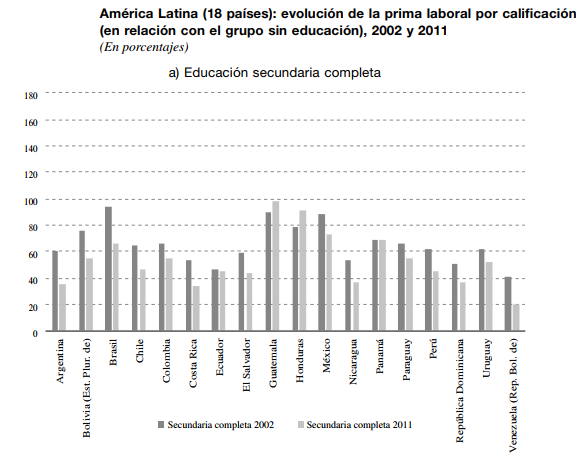 América Latina (18 países): evolución de la prima laboral por calificación
(en relación con el grupo sin educación), 2002 y 2011
(En porcentajes)
a) Educación secundaria completa
180
160
140
120
100
80
60
40
20
0
Argentina
Bolivia (Est. Plur. de)
Brasil
Chile
Colombia
Costa Rica
Ecuador
El Salvador
Guatemala
Honduras
México
Nicaragua
Panamá
Paraguay
Perú
República Dominicana
Uruguay
Venezuela (Rep. Bol. de)
Secundaria completa 2002
Secundaria completa 2011